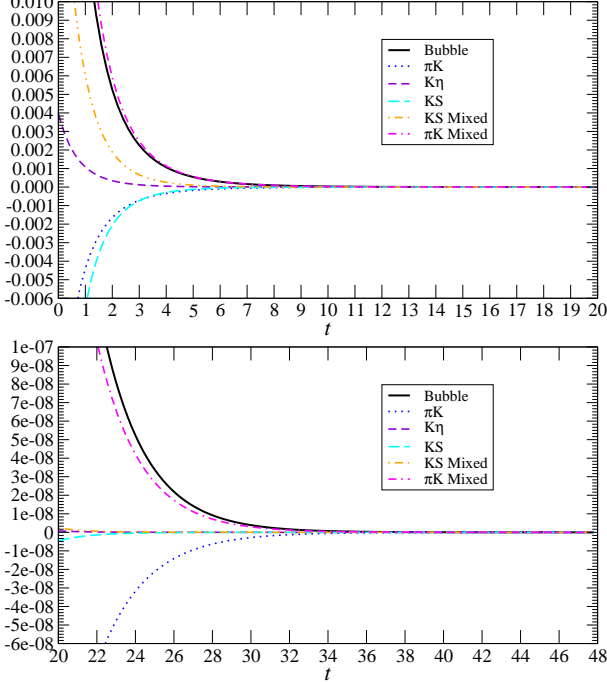 0.010
0.009
0.008
0.007
0.006
0.005
0.004
0.003
0.002
0.001
0.000
-0.001
-0.002
-0.003
-0.004
-0.005
-0.006
Bubble
πK
Kη
KS
KS Mixed
πK Mixed
0 1 2 3 4 5 6 7 8 9 10 11 12 13 14 15 16 17 18 19 20
t
1e-07
9e-08
8e-08
7e-08
6e-08
5e-08
4e-08
3e-08
2e-08
1e-08
0
-1e-08
-2e-08
-3e-08
-4e-08
-5e-08
-6e-08
Bubble
πK
Kη
KS
KS Mixed
πK Mixed
20 22 24 26 28 30 32 34 36 38 40 42 44 46 48
t